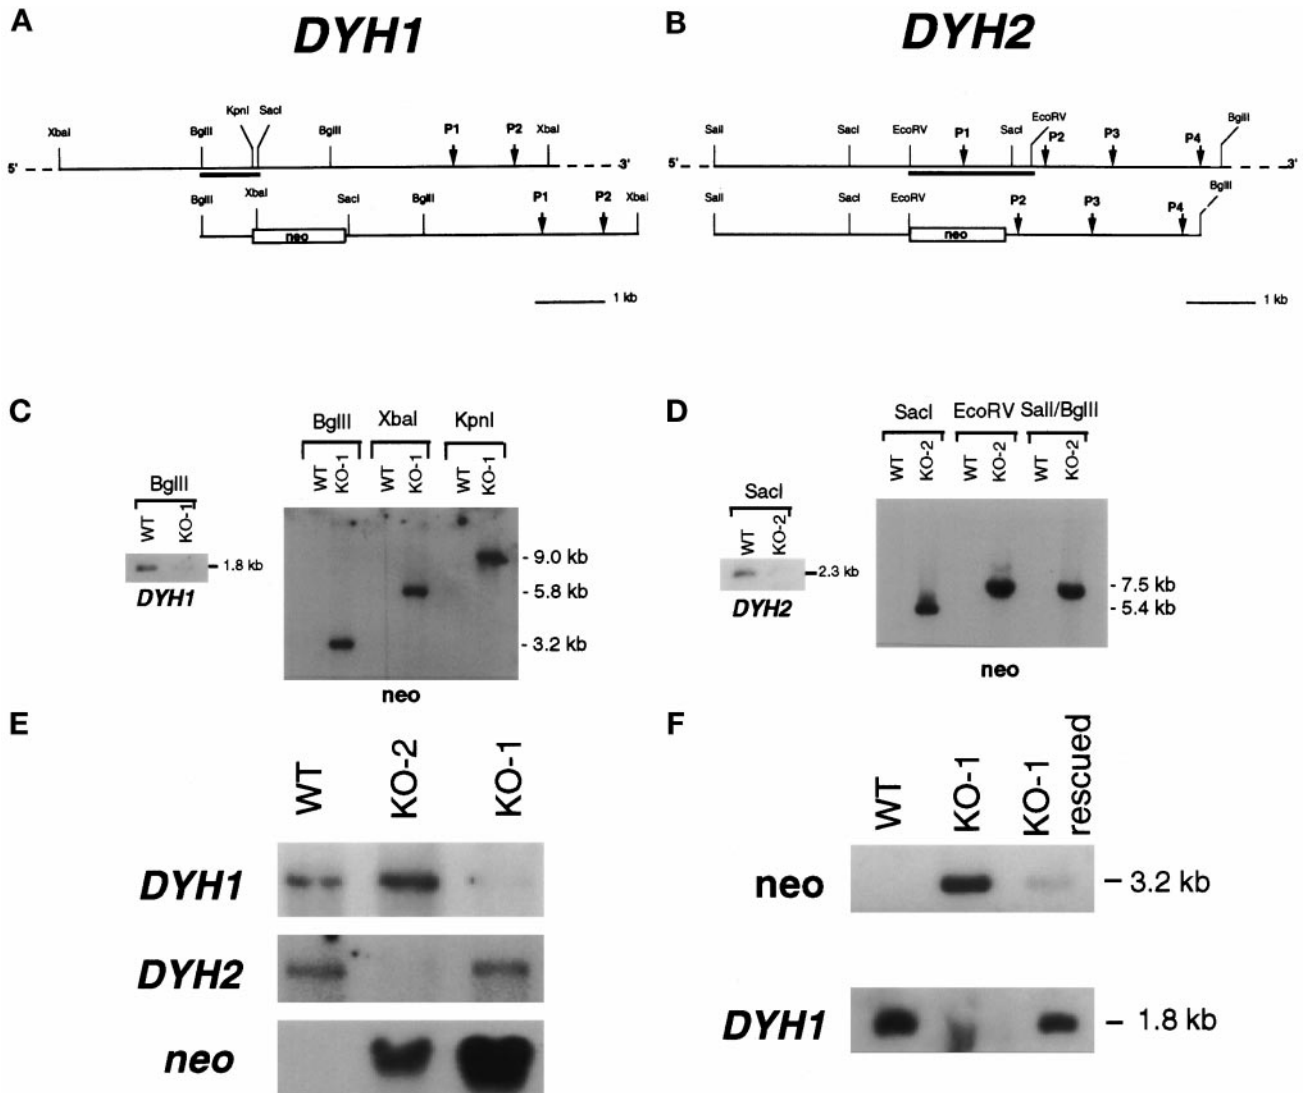 A
DYH1
B
DYH2
KpnI SacI
XbaI BglII BglII P1 P2 XbaI
5' 3'
BglII XbaI SacI BglII P1 P2 XbaI
neo
1 kb
SalI SacI EcoRV P1 SacI EcoRV P2 P3 P4 BglII
5' 3'
SalI SacI EcoRV P2 P3 P4 BglII
neo
1 kb
C
BglII
WT KO-1
1.8 kb
DYH1
BglII XbaI KpnI
WT KO-1 WT KO-1 WT KO-1
9.0 kb
5.8 kb
3.2 kb
neo
D
SacI
WT KO-2
2.3 kb
DYH2
SacI EcoRV SalI/BglII
WT KO-2 WT KO-2 WT KO-2
7.5 kb
5.4 kb
neo
E
WT KO-2 KO-1
DYH1
DYH2
neo
F
WT KO-1 KO-1 rescued
neo 3.2 kb
DYH1 1.8 kb